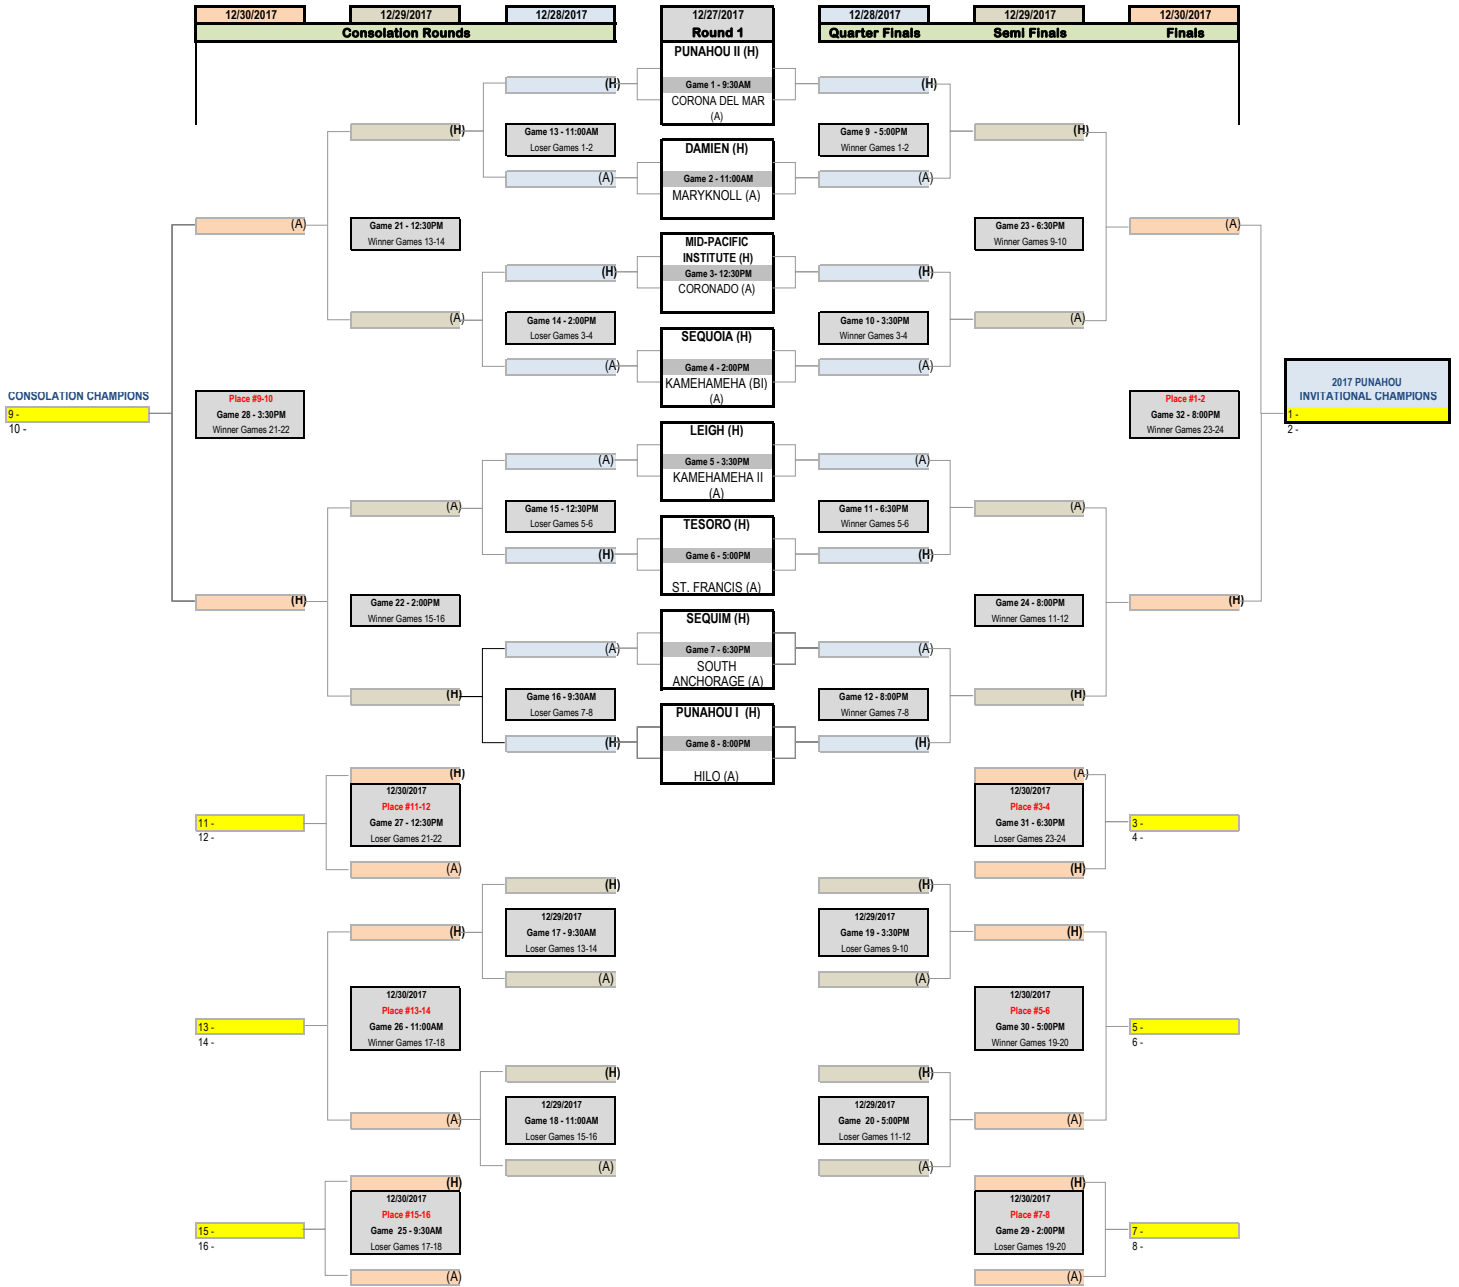 12/30/2017 12/29/2017 12/28/2017 12/27/2017 12/28/2017 12/29/2017 12/30/2017
Consolation Rounds Round 1 Quarter Finals Semi Finals Finals
PUNAHOU II (H)
(H) Game 1 - 9:30AM (H)
CORONA DEL MAR
(A)
(H) Game 13 - 11:00AM Game 9 - 5:00PM (H)
Loser Games 1-2 DAMIEN (H) Winner 1-2
(A) Game 2 - 11:00AM (A)
MARYKNOLL (A)
(A) Game 21 - 12:30PM Game 23 - 6:30PM (A)
Winner Games 13-14 MID-PACIFIC Winner Games 9-10
INSTITUTE (H)
(H) Game 3- 12:30PM (H)
CORONADO (A)
(A) Game 14 - 2:00PM Game 10 - 3:30PM (A)
Loser Games 3-4 SEQUOIA (H) Winner Games 3-4
(A) Game 4 - 2:00PM (A)
KAMEHAMEHA (BI)
(A)
2017 PUNAHOU
CONSOLATION CHAMPIONS Place #9-10 Place #1-2 INVITATIONAL CHAMPIONS
9 - Game 28 - 3:30PM Game 32 - 8:00PM 1 -
10 - Winner Games 21-22 LEIGH (H) Winner Games 23-24 2 -
(A) Game 5 - 3:30PM (A)
KAMEHAMEHA II
(A)
(A) Game 15 - 12:30PM Game 11 - 6:30PM (A)
Loser Games 5-6 TESORO (H) Winner Games 5-6
(H) Game 6 - 5:00PM (H)
ST. FRANCIS (A)
(H) Game 22 - 2:00PM Game 24 - 8:00PM (H)
Winner Games 15-16 SEQUIM (H) Winner Games 11-12
(A) Game 7 - 6:30PM (A)
SOUTH
ANCHORAGE (A)
(H) Game 16 - 9:30AM Game 12 - 8:00PM (H)
Loser Games 7-8 PUNAHOU I (H) Winner Games 7-8
(H) Game 8 - 8:00PM (H)
(H) HILO (A) (A)
12/30/2017 12/30/2017
Place #11-12 Place #3-4
11 - Game 27 - 12:30PM Game 31 - 6:30PM 3 -
12 - Loser Games 21-22 Loser Games 23-24 4 -
(A) (H)
(H) (H)
12/29/2017 12/29/2017
(H) Game 17 - 9:30AM Game 19 - 3:30PM (H)
Loser Games 13-14 Loser Games 9-10
(A) (A)
12/30/2017 12/30/2017
Place #13-14 Place #5-6
13 - Game 26 - 11:00AM Game 30 - 5:00PM 5 -
14 - Winner Games 17-18 Winner Games 19-20 6 -
(H) (H)
12/29/2017 12/29/2017
(A) Game 18 - 11:00AM Game 20 - 5:00PM (A)
Loser Games 15-16 Loser Games 11-12
(A) (A)
(H) (H)
12/30/2017 12/30/2017
Place #15-16 Place #7-8
15 - Game 25 - 9:30AM Game 29 - 2:00PM 7 -
16 - Loser Games 17-18 Loser Games 19-20 8 -
(A) (A)